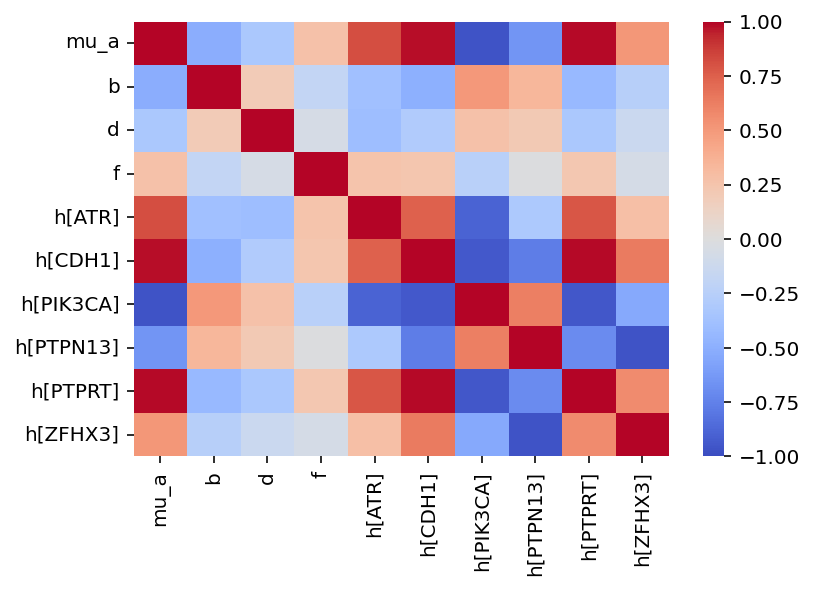 mu_a
b
d
f
h[ATR]
h[CDH1]
h[PIK3CA]
h[PTPN13]
h[PTPRT]
h[ZFHX3]
mu_a
b
d
f
h[ATR]
h[CDH1]
h[PIK3CA]
h[PTPN13]
h[PTPRT]
h[ZFHX3]
1.00
0.75
0.50
0.25
0.00
−0.25
−0.50
−0.75
−1.00